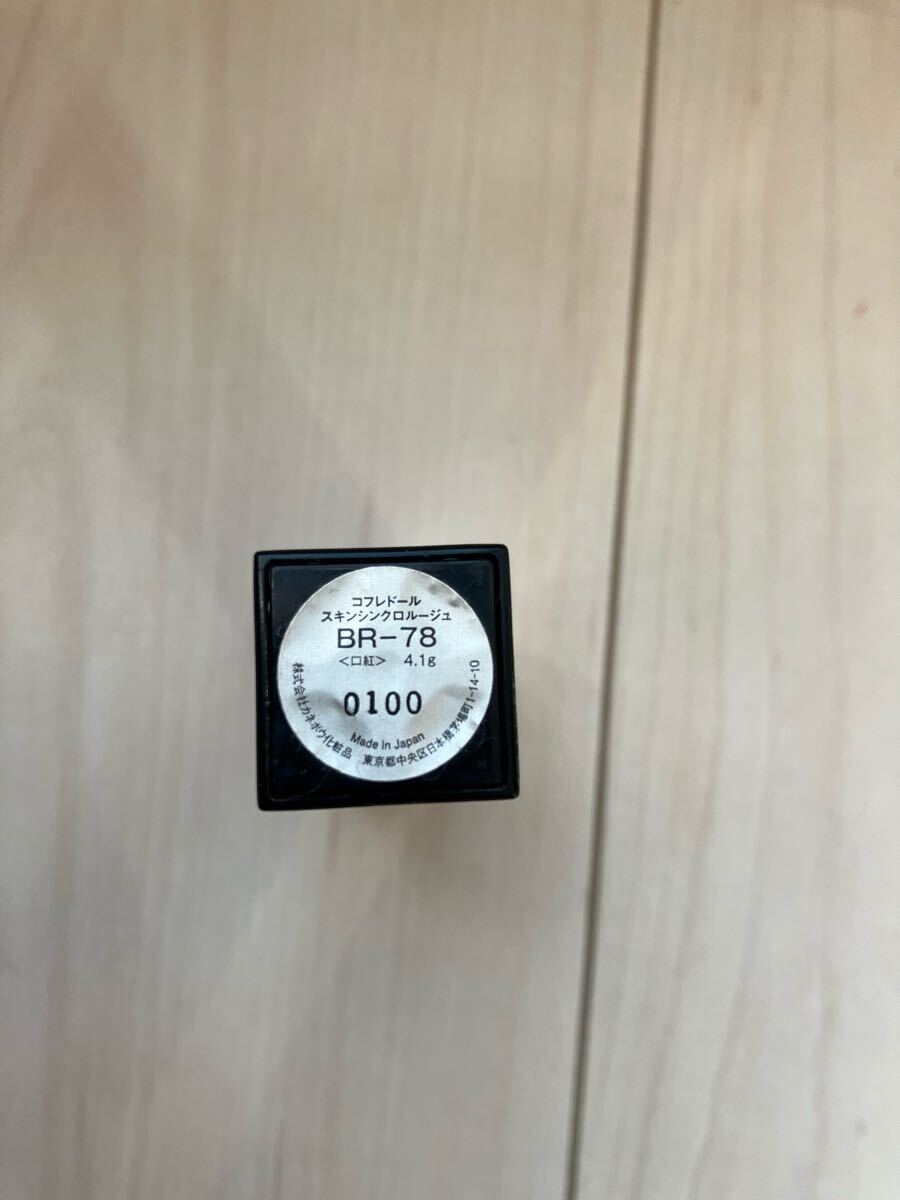 コフレドール
スキンシンクロルージュ
BR-78
<口紅> 4.1g
0100
Made in Japan
株式会社カネボウ化粧品 東京都中央区日本橋茅場町1-14-10